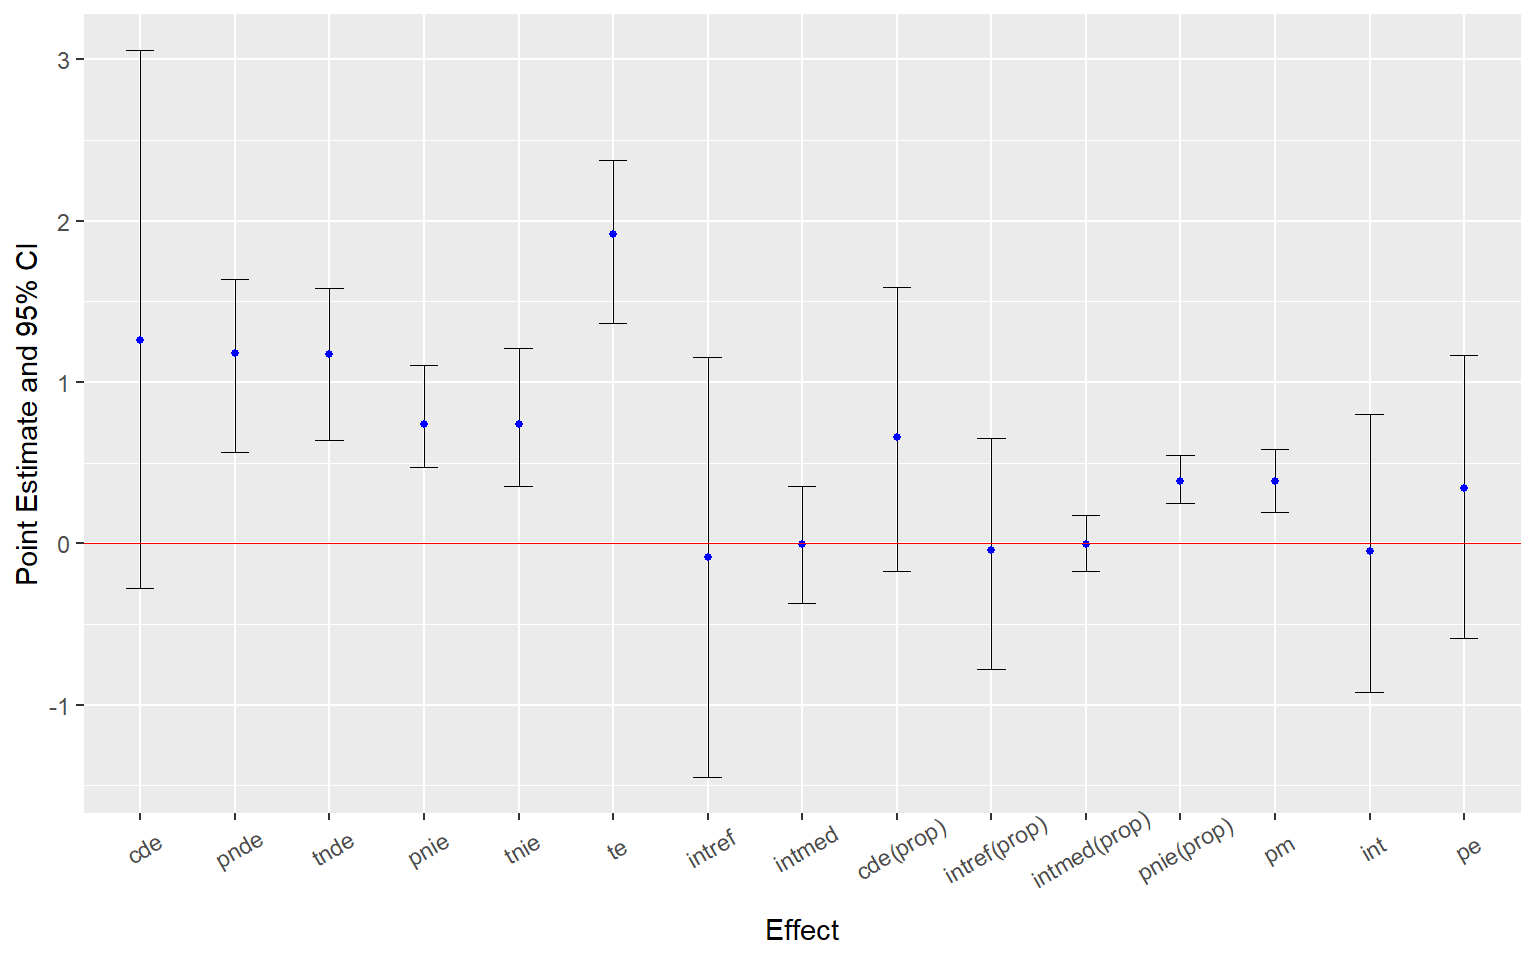 3
2
1
0
-1
Point Estimate and 95% CI
cde
pnde
tnde
pnie
tnie
te
intref
intmed
cde(prop)
intref(prop)
intmed(prop)
pnie(prop)
pm
int
pe
Effect